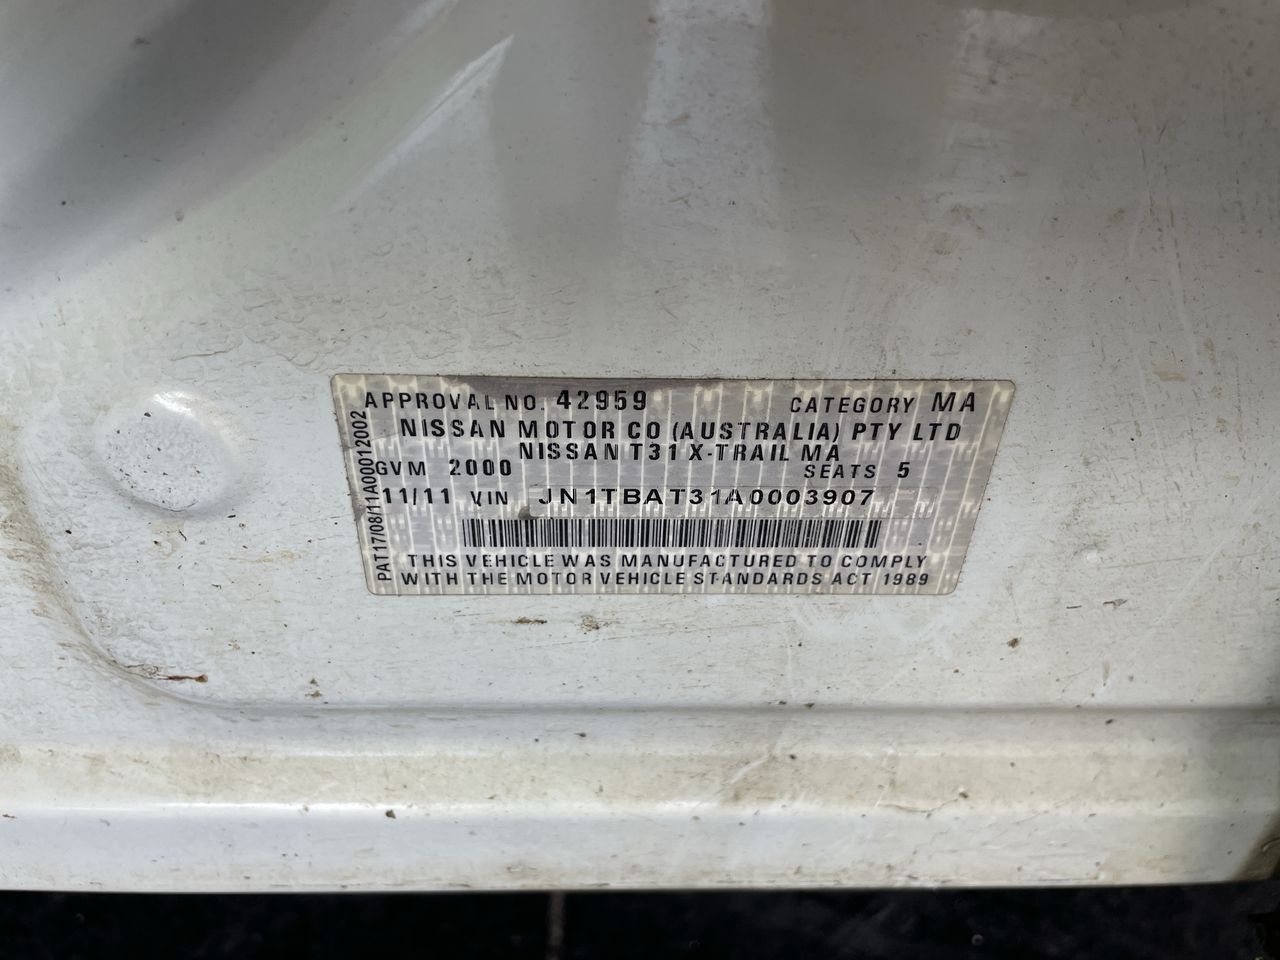 APPROVAL NO. 42959 CATEGORY MA
NISSAN MOTOR CO (AUSTRALIA) PTY LTD
NISSAN T31 X-TRAIL MA
GVM 2000 SEATS 5
11/11 VIN JN1TBAT31A0003907
THIS VEHICLE WAS MANUFACTURED TO COMPLY
WITH THE MOTOR VEHICLE STANDARDS ACT 1989
PAT17/08/11A00012002